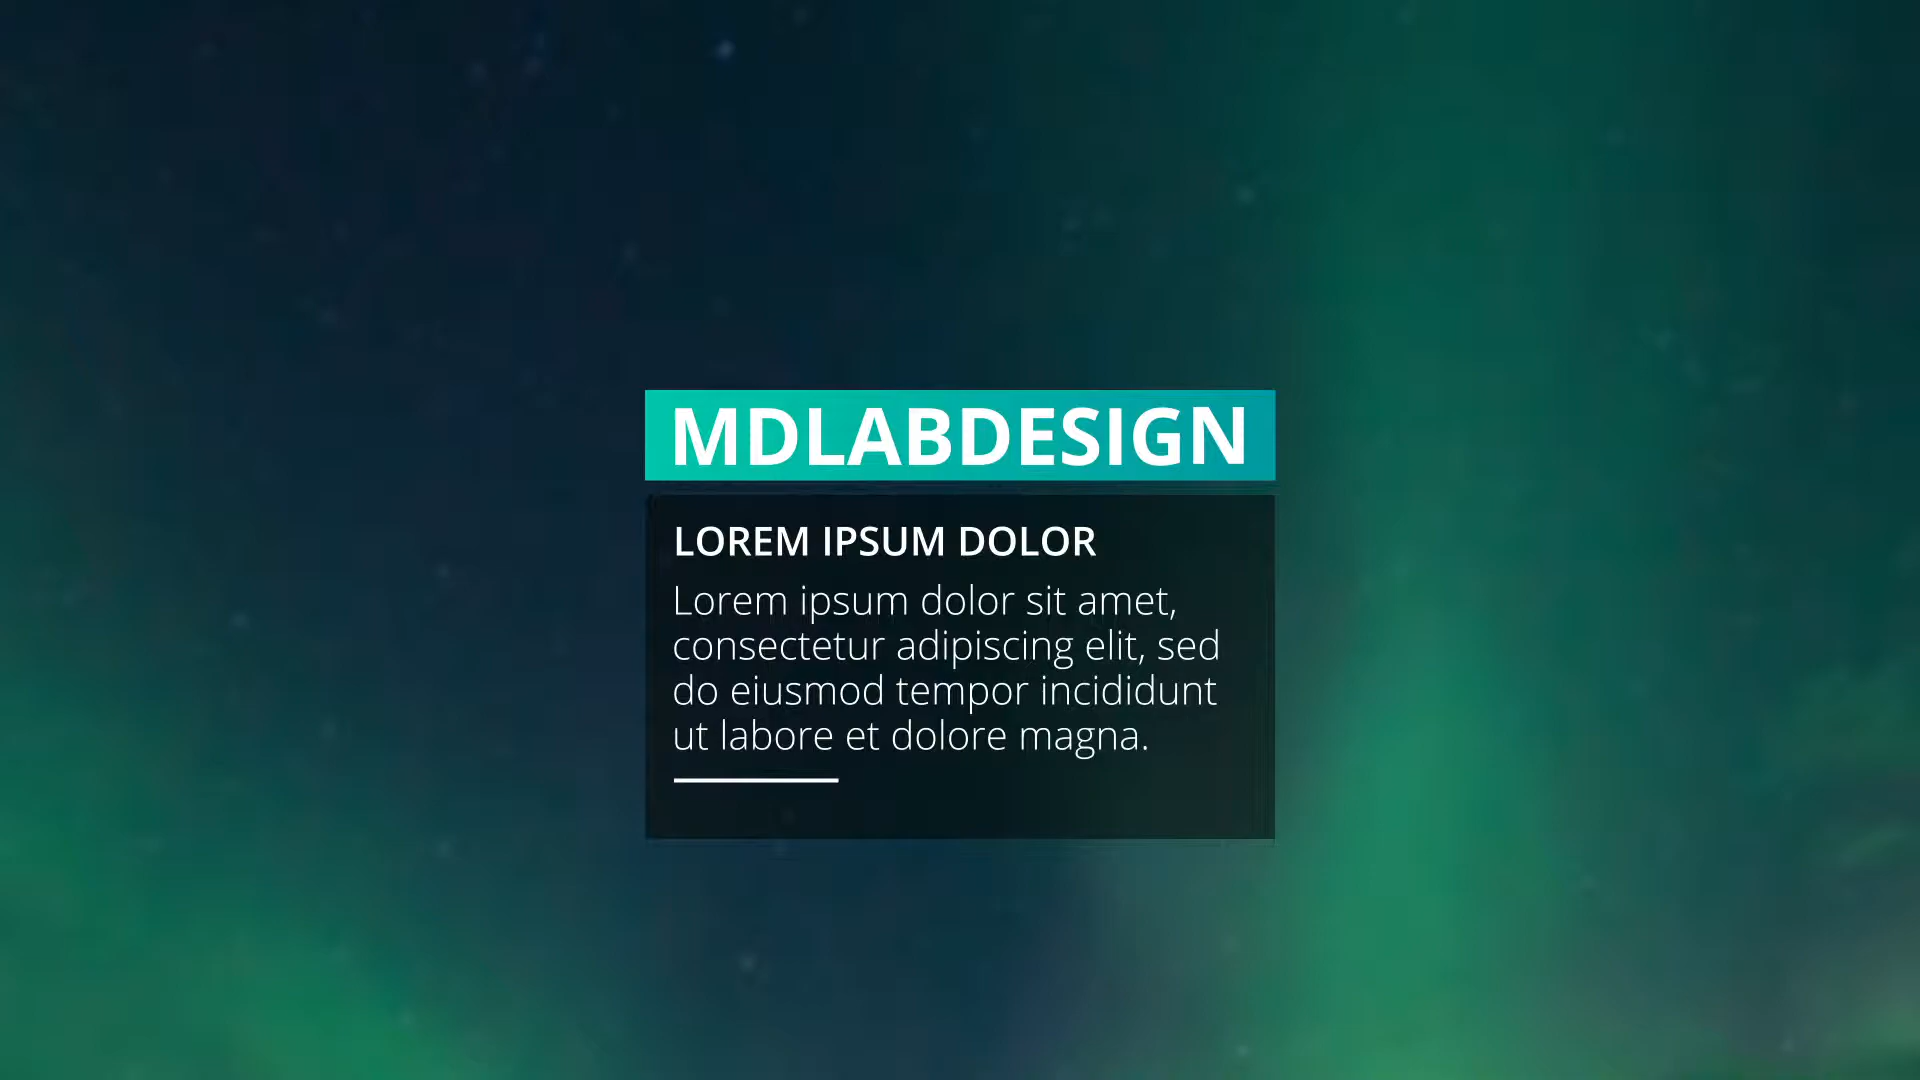 MDLABDESIGN
LOREM IPSUM DOLOR
Lorem ipsum dolor sit amet,
consectetur adipiscing elit, sed
do eiusmod tempor incididunt
ut labore et dolore magna.